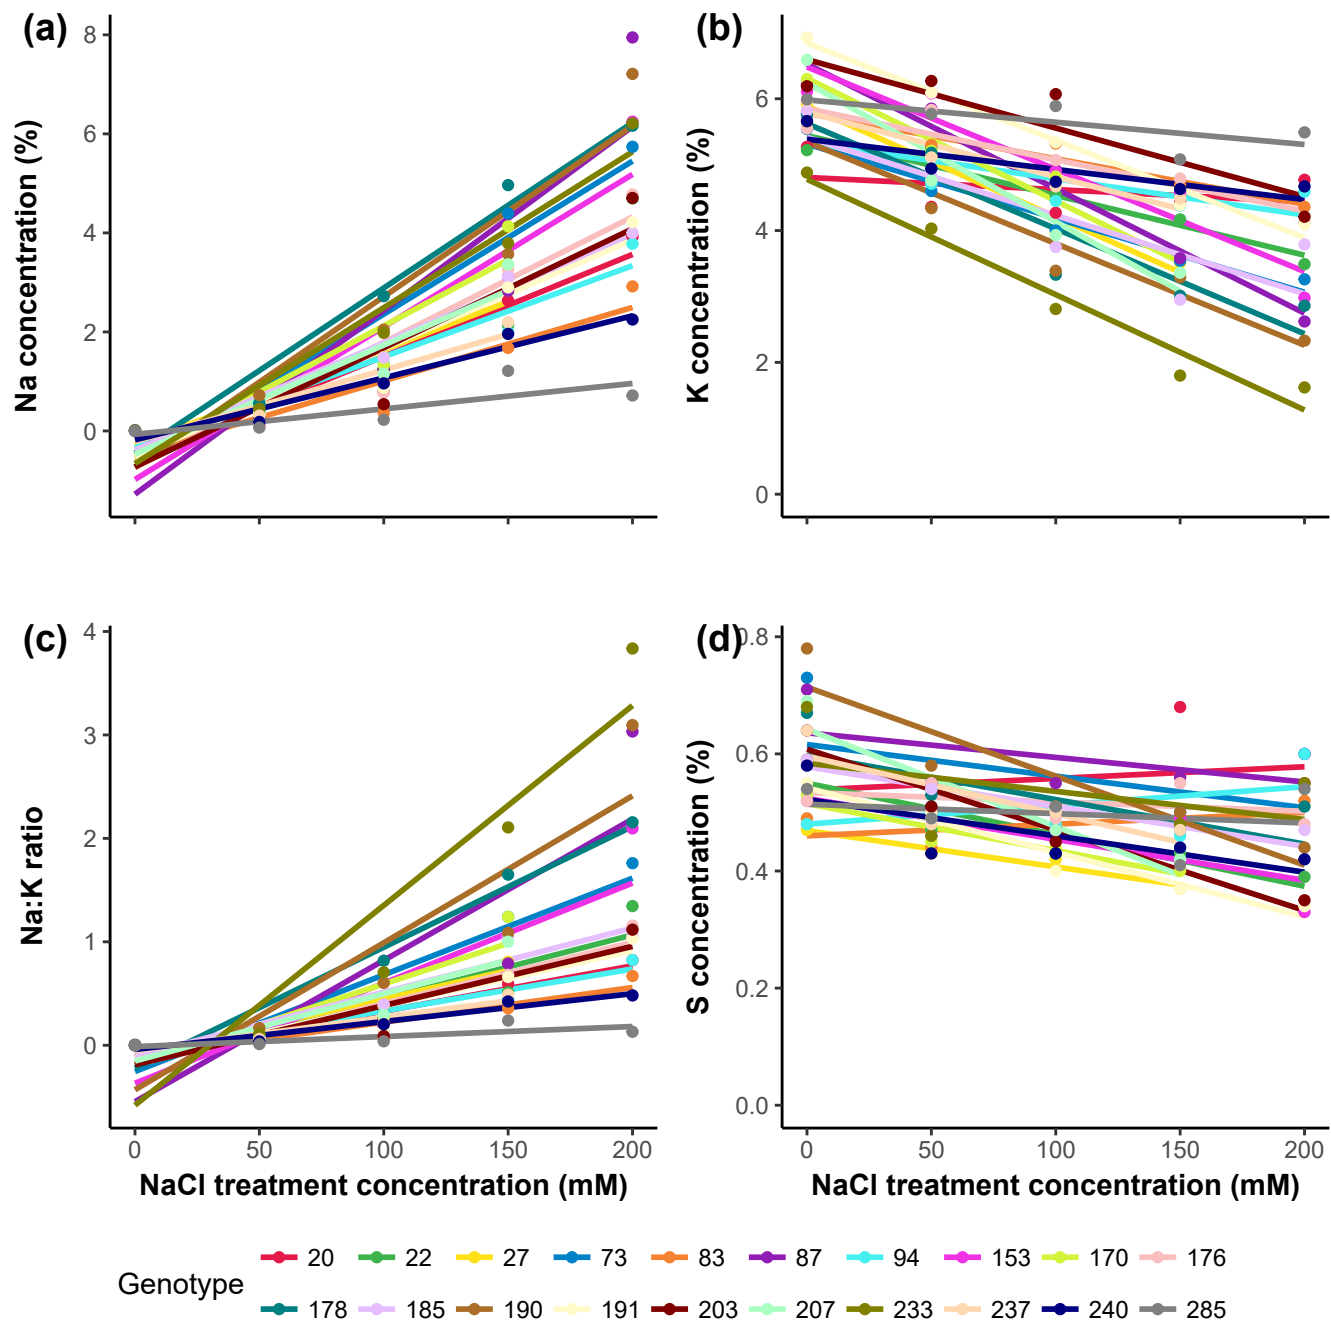 (a)
(b)
Na concentration (%)
8
6
4
2
0
K concentration (%)
6
4
2
0
(c)
(d)
Na:K ratio
4
3
2
1
0
S concentration (%)
0.8
0.6
0.4
0.2
0.0
0 50 100 150 200
0 50 100 150 200
NaCl treatment concentration (mM)
NaCl treatment concentration (mM)
Genotype
20 22 27 73 83 87 94 153 170 176
178 185 190 191 203 207 233 237 240 285